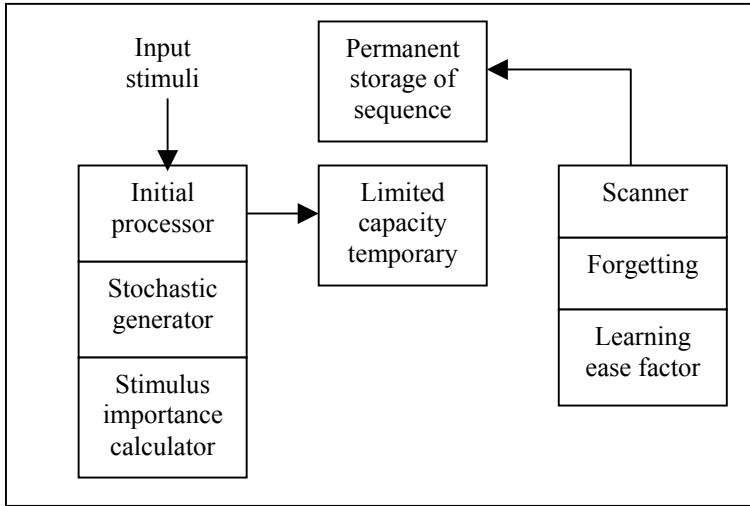 Input
stimuli
Permanent
storage of
sequence
Initial
processor
Limited
capacity
temporary
Scanner
Stochastic
generator
Forgetting
Stimulus
importance
calculator
Learning
ease factor